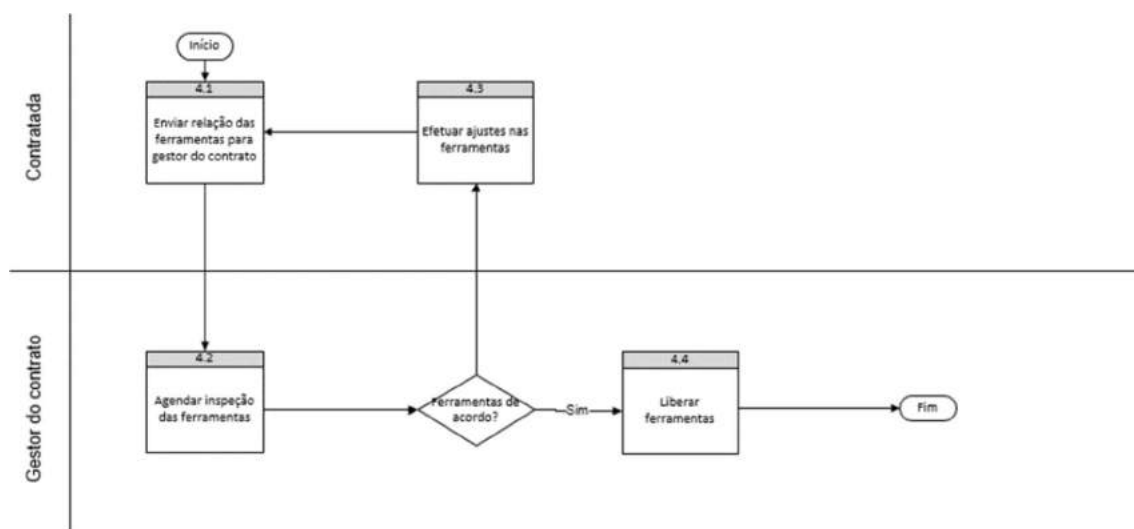 Contratada
Início
4.1
Enviar relação das
ferramentas para
gestor do contrato
4.3
Efetuar ajustes nas
ferramentas
Gestor do contrato
4.2
Agendar inspeção
das ferramentas
Ferramentas de
acordo?
Sim
4.4
Liberar
ferramentas
Fim